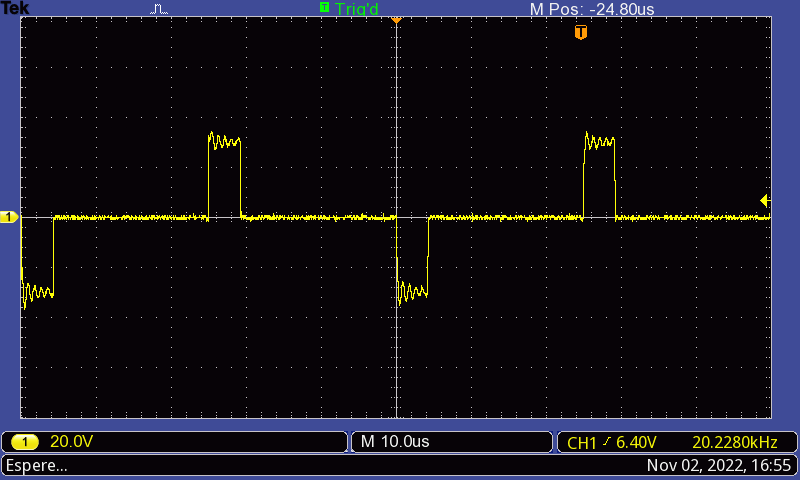 Tek T Trig'd M Pos: -24.80us
T
1
1 20.0V M 10.0us CH1 6.40V 20.2280kHz
Espere... Nov 02, 2022, 16:55